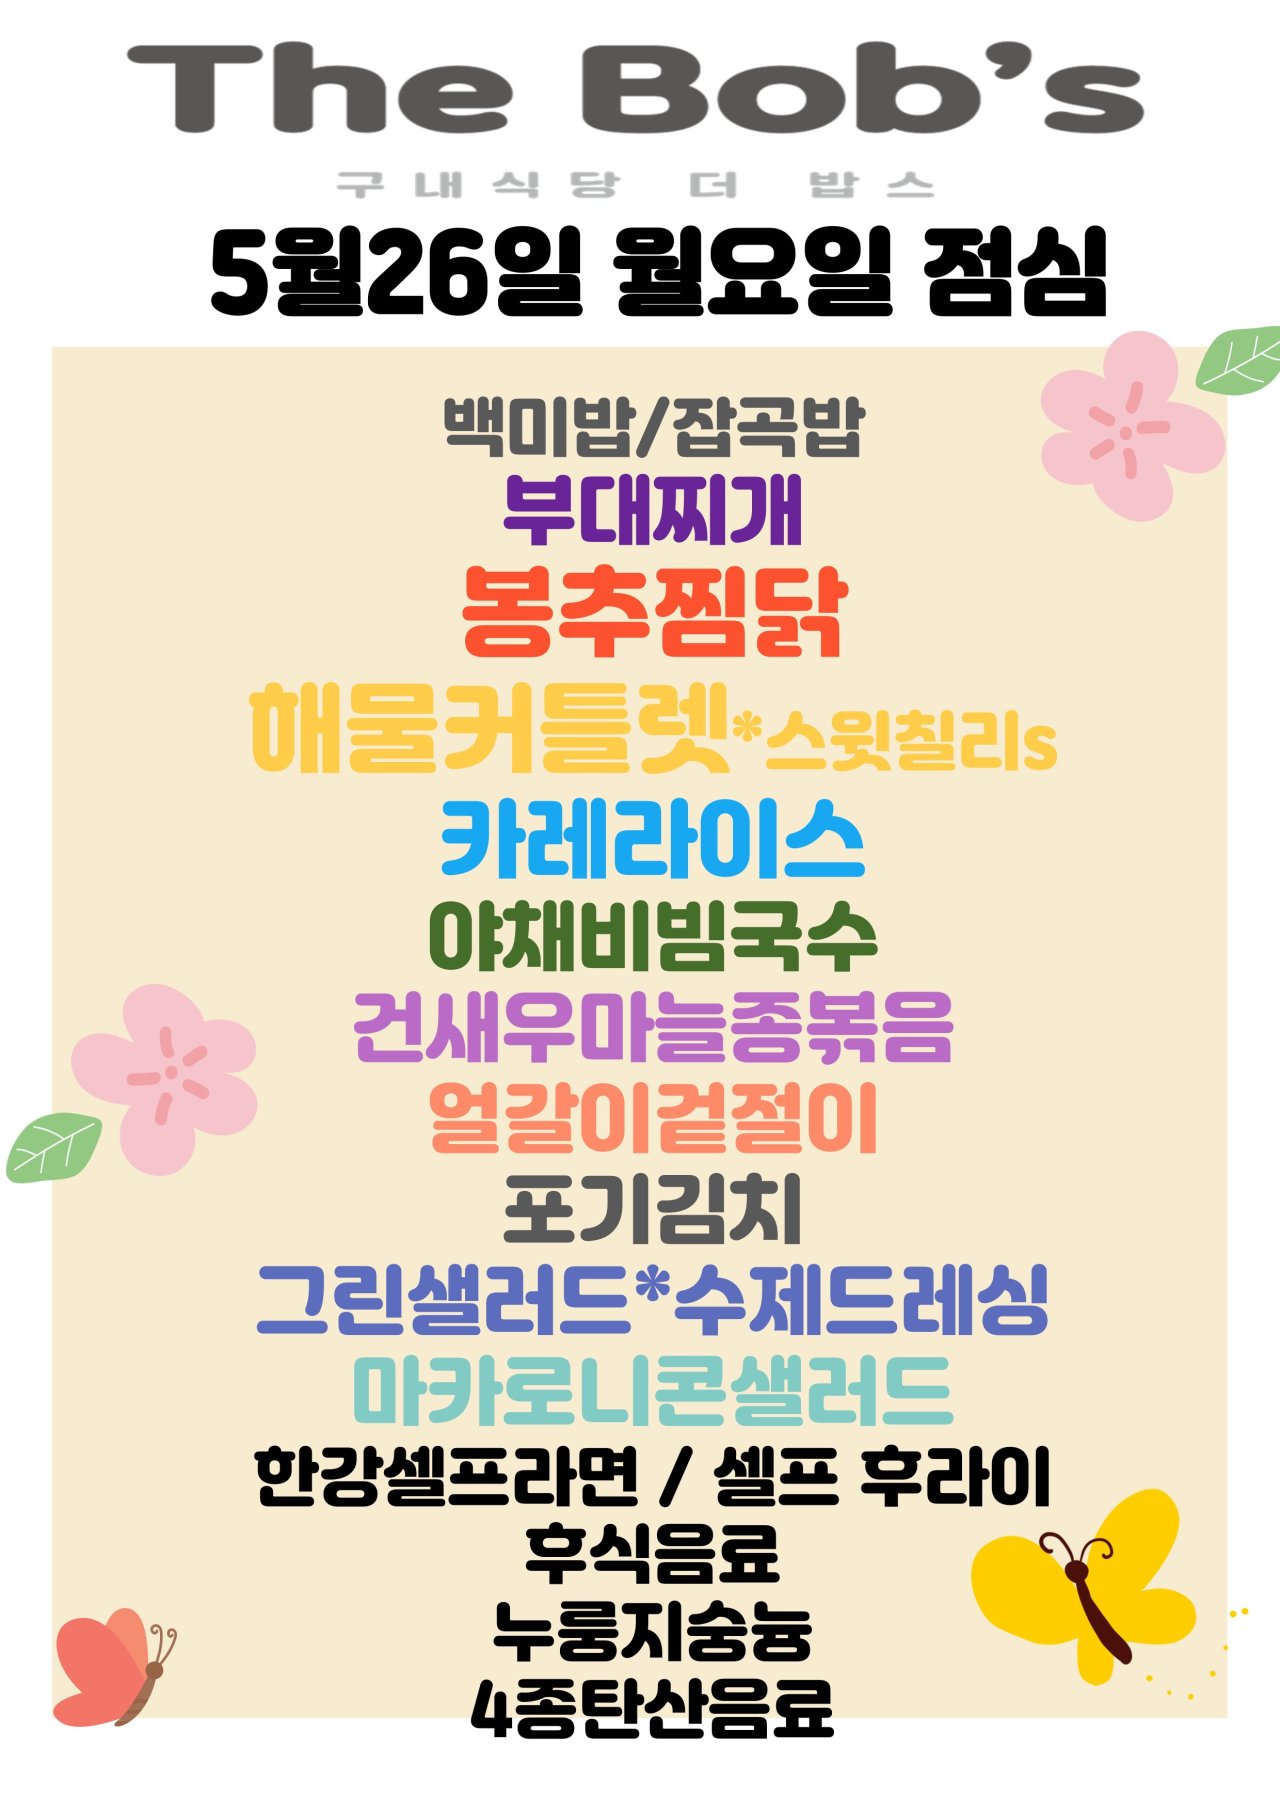 The Bob's
구내식당 더 밥스
5월26일 월요일 점심
백미밥/잡곡밥
부대찌개
봉추찜닭
해물커틀렛*스윗칠리s
카레라이스
야채비빔국수
건새우마늘종볶음
얼갈이겉절이
포기김치
그린샐러드*수제드레싱
마카로니콘샐러드
한강셀프라면 / 셀프 후라이
후식음료
누룽지숭늉
4종탄산음료